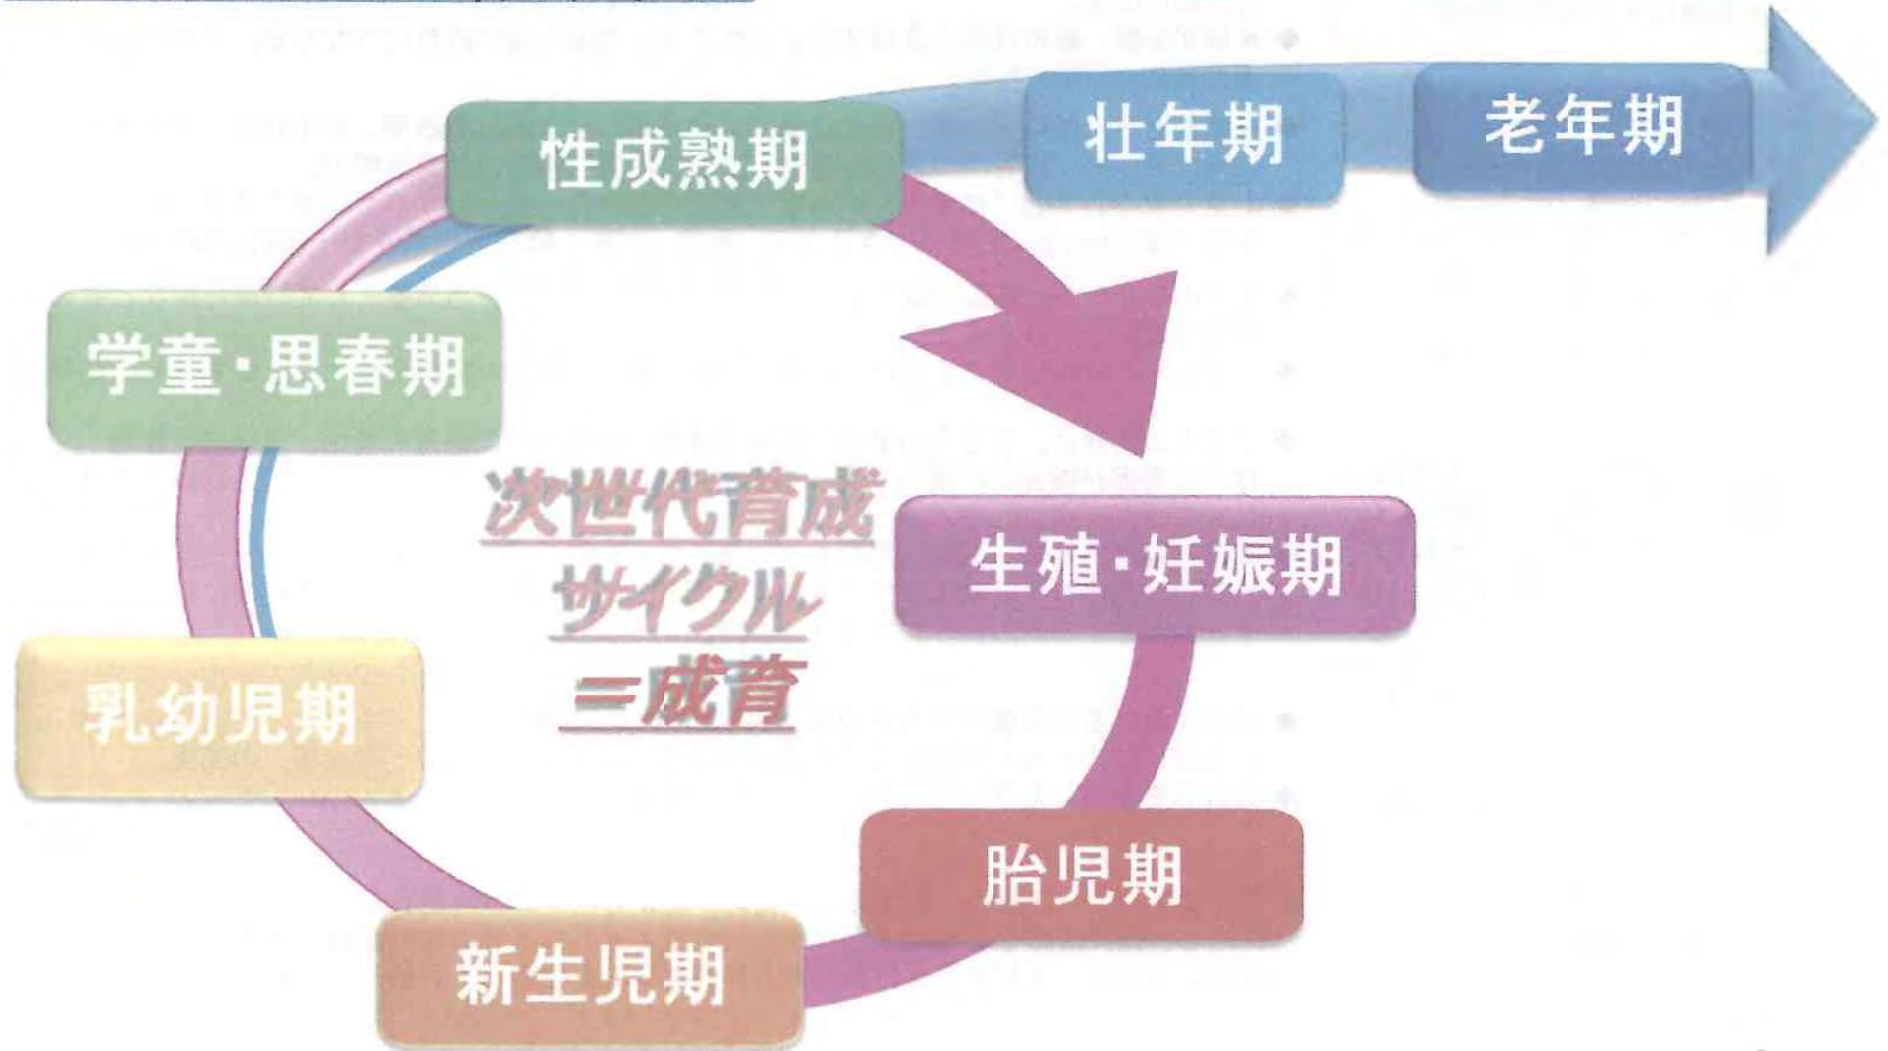 性成熟期
壮年期
老年期
学童・思春期
次世代育成
サイクル
＝成育
生殖・妊娠期
乳幼児期
胎児期
新生児期